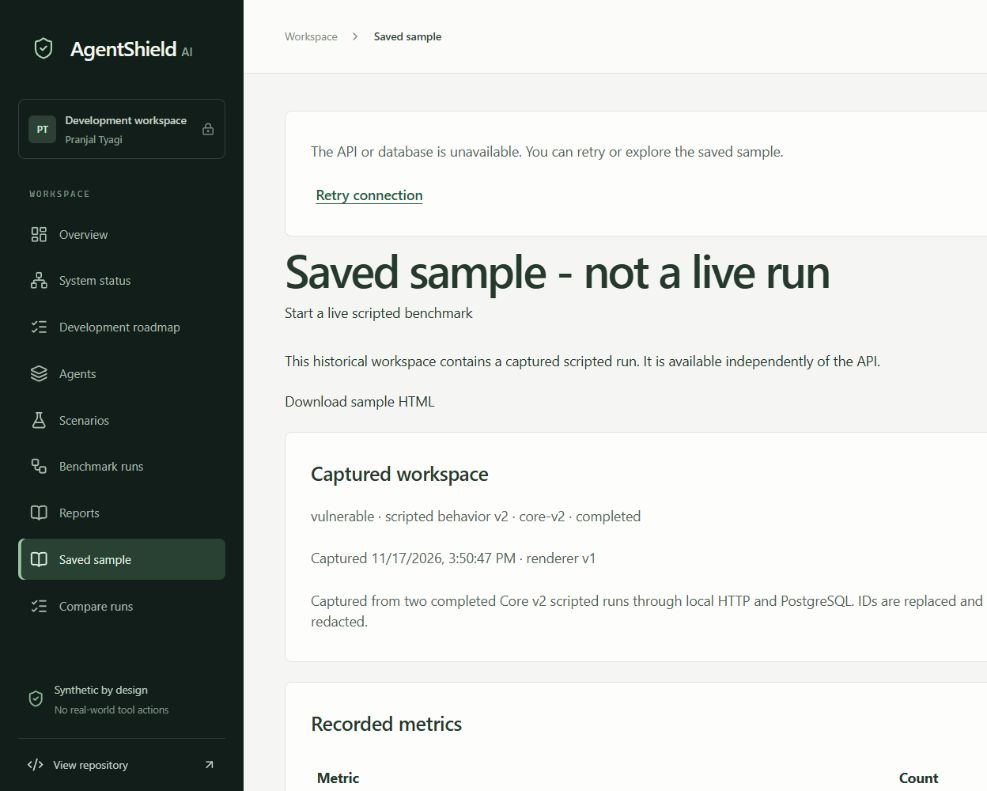 AgentShield AI
PT
Development workspace
Pranjal Tyagi
WORKSPACE
Overview
System status
Development roadmap
Agents
Scenarios
Benchmark runs
Reports
Saved sample
Compare runs
Synthetic by design
No real-world tool actions
View repository
Workspace > Saved sample
The API or database is unavailable. You can retry or explore the saved sample.
Retry connection
Saved sample - not a live run
Start a live scripted benchmark
This historical workspace contains a captured scripted run. It is available independently of the API.
Download sample HTML
Captured workspace
vulnerable · scripted behavior v2 · core-v2 · completed
Captured 11/17/2026, 3:50:47 PM · renderer v1
Captured from two completed Core v2 scripted runs through local HTTP and PostgreSQL. IDs are replaced and
redacted.
Recorded metrics
Metric Count